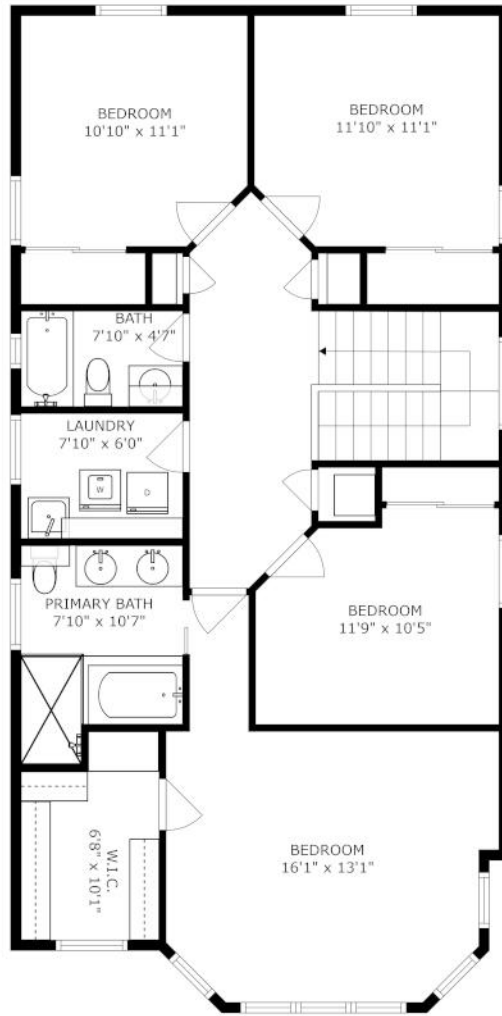 BEDROOM
10'10" x 11'1"
BEDROOM
11'10" x 11'1"
BATH
7'10" x 4'7"
LAUNDRY
7'10" x 6'0"
W
D
PRIMARY BATH
7'10" x 10'7"
BEDROOM
11'9" x 10'5"
W.I.C.
6'8" x 10'1"
BEDROOM
16'1" x 13'1"